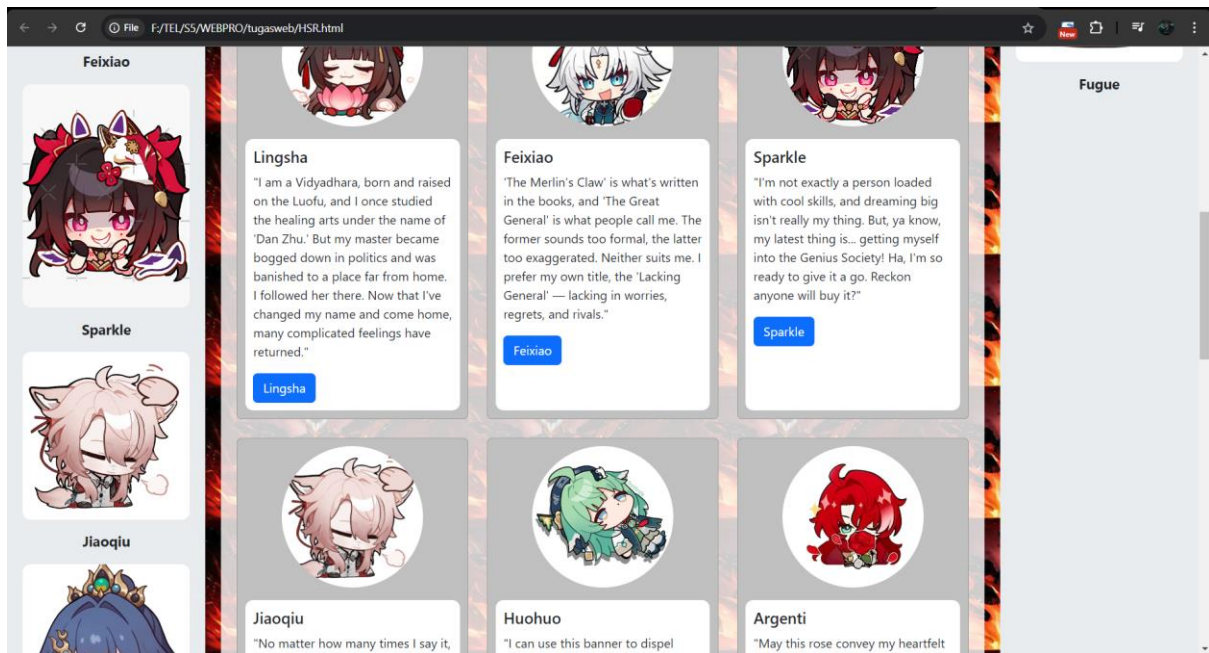 File F:/TEL/S5/WEBPRO/tugasweb/HSR.html
New
Feixiao
Sparkle
Jiaoqiu
Lingsha
"I am a Vidyadhara, born and raised
on the Luofu, and I once studied
the healing arts under the name of
'Dan Zhu.' But my master became
bogged down in politics and was
banished to a place far from home.
I followed her there. Now that I've
changed my name and come home,
many complicated feelings have
returned."
Lingsha
Feixiao
'The Merlin's Claw' is what's written
in the books, and 'The Great
General' is what people call me. The
former sounds too formal, the latter
too exaggerated. Neither suits me. I
prefer my own title, the 'Lacking
General' — lacking in worries,
regrets, and rivals."
Feixiao
Sparkle
"I'm not exactly a person loaded
with cool skills, and dreaming big
isn't really my thing. But, ya know,
my latest thing is... getting myself
into the Genius Society! Ha, I'm so
ready to give it a go. Reckon
anyone will buy it?"
Sparkle
Jiaoqiu
"No matter how many times I say it,
Huohuo
"I can use this banner to dispel
Argenti
"May this rose convey my heartfelt
Fugue